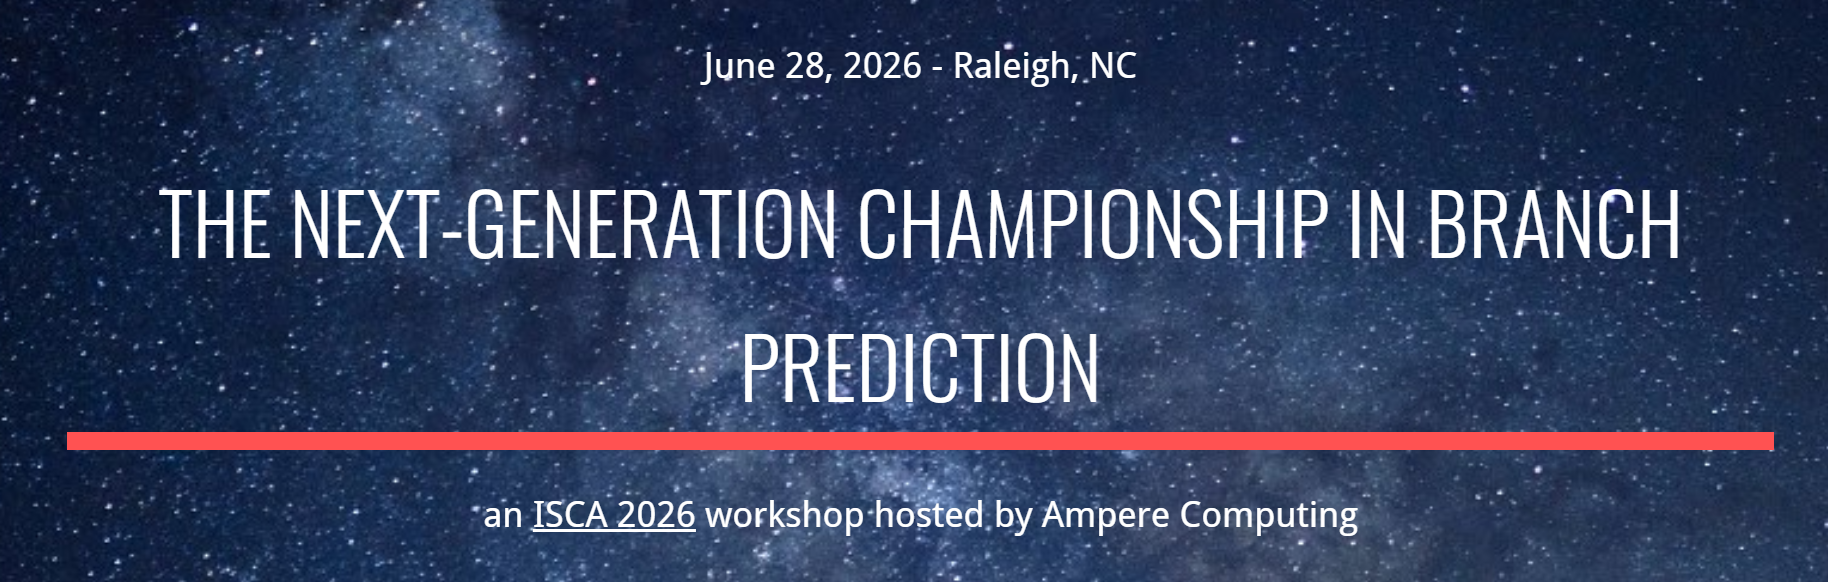 June 28, 2026 - Raleigh, NC
THE NEXT-GENERATION CHAMPIONSHIP IN BRANCH
PREDICTION
an ISCA 2026 workshop hosted by Ampere Computing